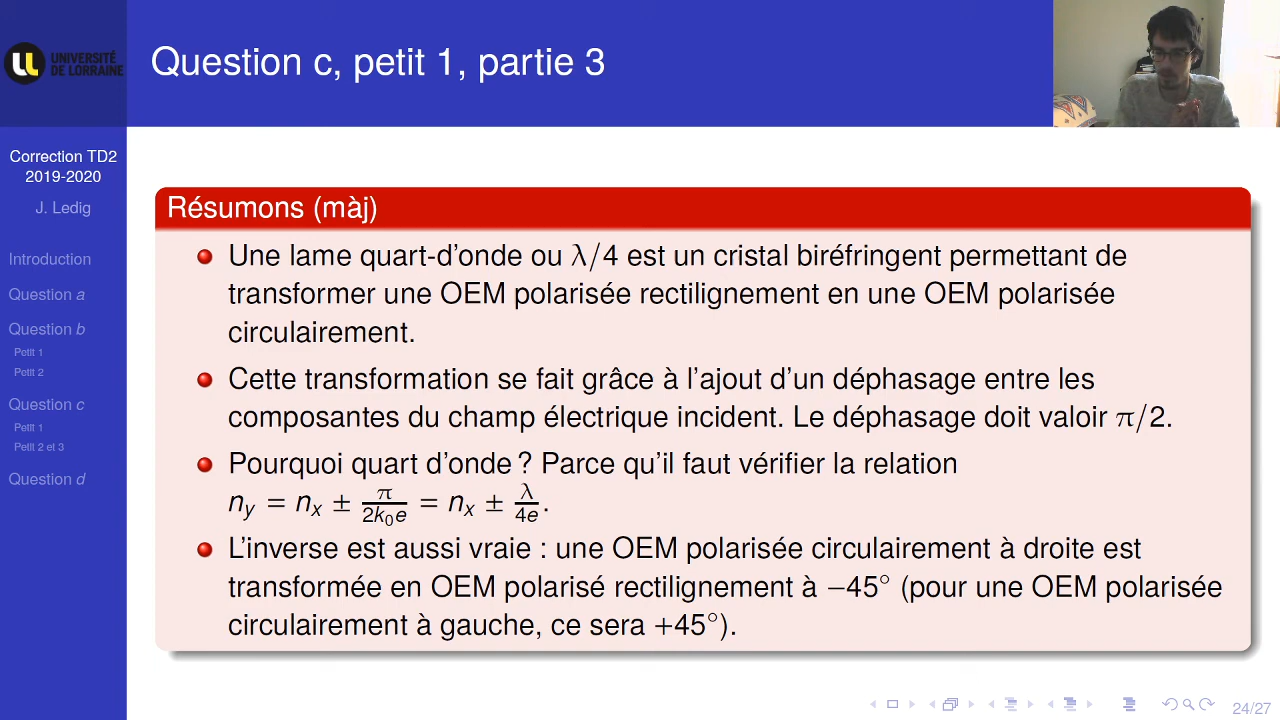 UNIVERSITÉ
DE LORRAINE
Question c, petit 1, partie 3
Correction TD2
2019-2020
J. Ledig
Introduction
Question a
Question b
Petit 1
Petit 2
Question c
Petit 1
Petit 2 et 3
Question d
Résumons (màj)
Une lame quart-d'onde ou λ/4 est un cristal biréfringent permettant de
transformer une OEM polarisée rectilignement en une OEM polarisée
circulairement.
Cette transformation se fait grâce à l'ajout d'un déphasage entre les
composantes du champ électrique incident. Le déphasage doit valoir π/2.
Pourquoi quart d'onde ? Parce qu'il faut vérifier la relation
n_y = n_x ± π/(2k_0e) = n_x ± λ/(4e).
L'inverse est aussi vraie : une OEM polarisée circulairement à droite est
transformée en OEM polarisé rectilignement à −45° (pour une OEM polarisée
circulairement à gauche, ce sera +45°).
24/27